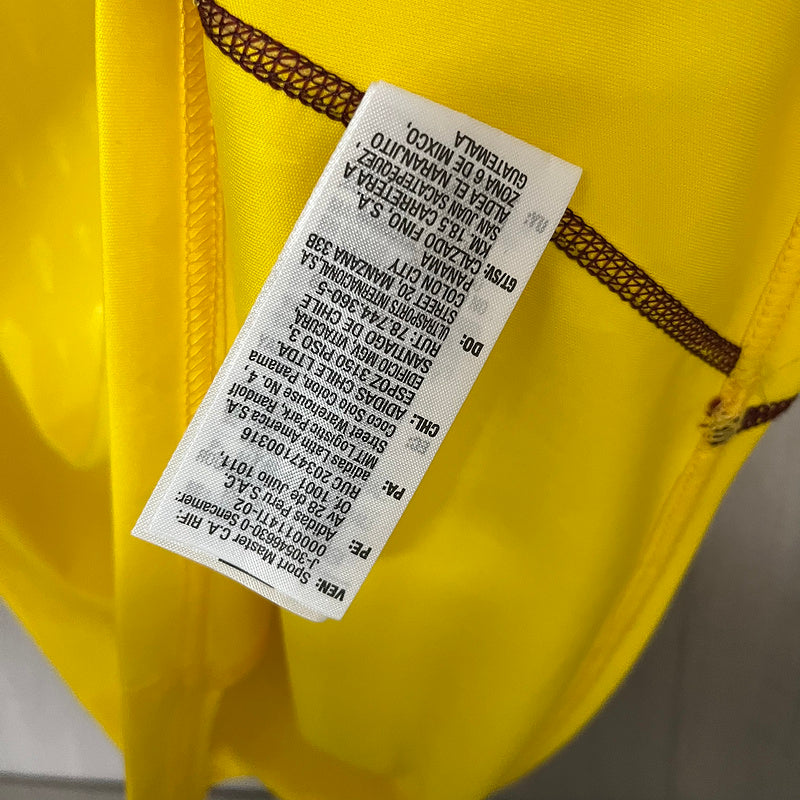 VEN: Sport Master C.A. RIF:
J-30546630-0 Sencamer:
00001T4TI-02
PE: Adidas Peru S.A.C
Av 28 de Julio 1011,
Of. 1001
RUC 20347100316
PA: adidas Latin America S.A.
MIT Logistic Park, Randolf
Street Warehouse No. 4,
Coco Solo Colon, Panama
CHL: ADIDAS CHILE LTDA.
ESPOZ 3150 PISO 3,
EDIFICIO MGV, VITACURA,
SANTIAGO DE CHILE
RUT: 78.744-360-5
DO: ULTRASPORTS INTERNACIONAL, S.A.
STREET 20 MANZANA 33B
COLON CITY
PANAMA
GT/SV: CALZADO FINO, S.A.
KM. 18.5 CARRETERA A
SAN JUAN SACATEPEQUEZ,
ALDEA EL NARANJITO
ZONA 6 DE MIXCO,
GUATEMALA